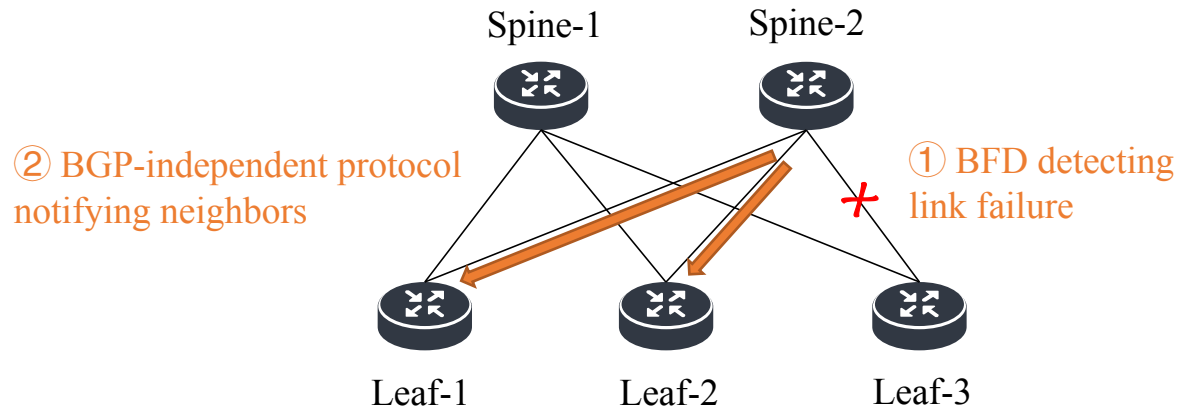 Spine-1
Spine-2
② BGP-independent protocol
notifying neighbors
① BFD detecting
link failure
Leaf-1
Leaf-2
Leaf-3